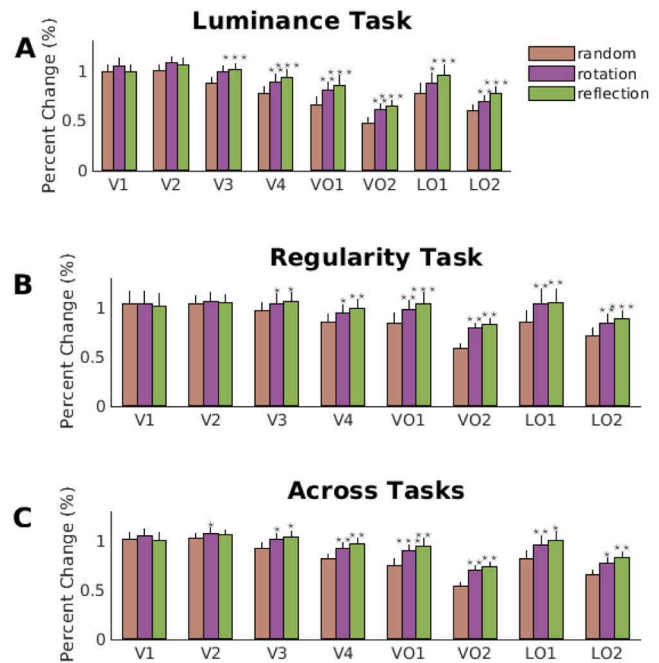 Luminance Task
A
Percent Change (%)
1
0.5
0
V1 V2 V3 V4 VO1 VO2 LO1 LO2
random
rotation
reflection
Regularity Task
B
Percent Change (%)
1
0.5
0
V1 V2 V3 V4 VO1 VO2 LO1 LO2
Across Tasks
C
Percent Change (%)
1
0.5
0
V1 V2 V3 V4 VO1 VO2 LO1 LO2